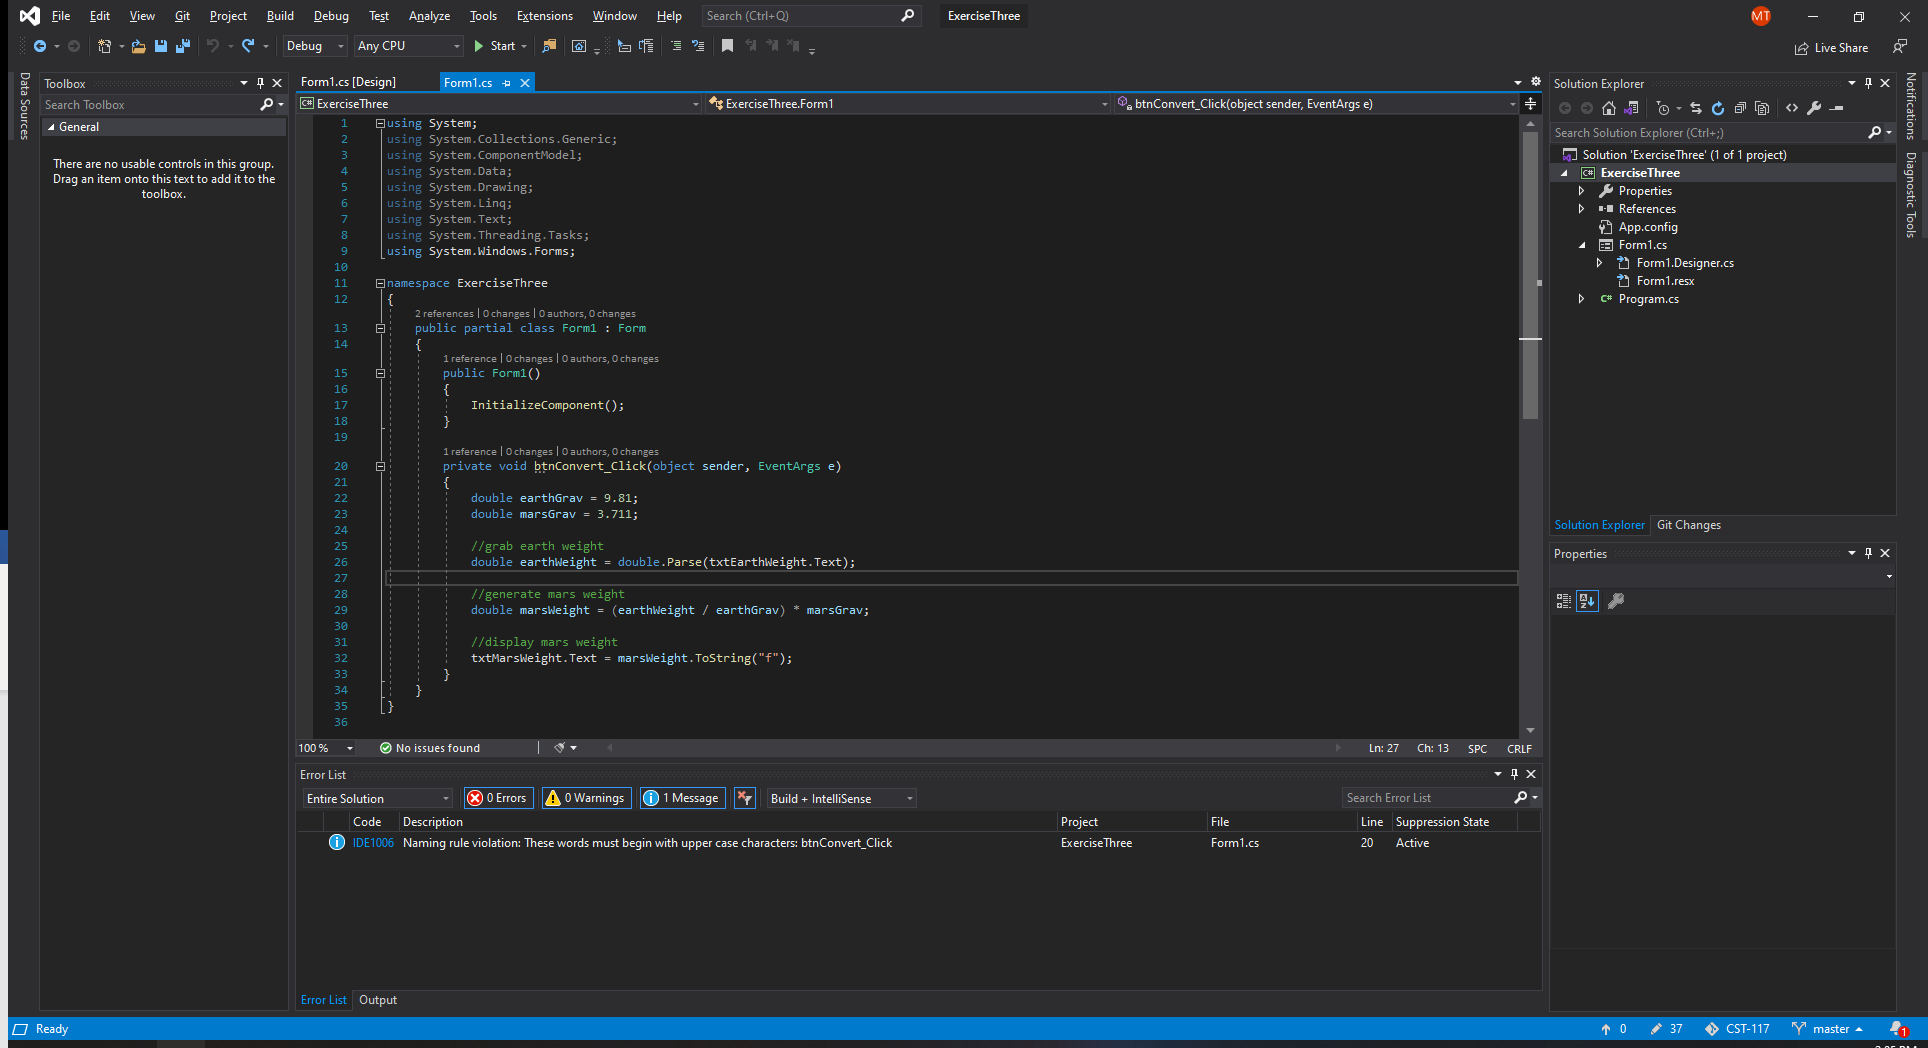 File Edit View Git Project Build Debug Test Analyze Tools Extensions Window Help Search (Ctrl+Q) ExerciseThree MT
Debug Any CPU Start Live Share
Data Sources
Toolbox
Search Toolbox
General
There are no usable controls in this group.
Drag an item onto this text to add it to the
toolbox.
Form1.cs [Design] Form1.cs
ExerciseThree ExerciseThree.Form1 btnConvert_Click(object sender, EventArgs e)
1 using System;
2 using System.Collections.Generic;
3 using System.ComponentModel;
4 using System.Data;
5 using System.Drawing;
6 using System.Linq;
7 using System.Text;
8 using System.Threading.Tasks;
9 using System.Windows.Forms;
10
11 namespace ExerciseThree
12 {
2 references | 0 changes | 0 authors, 0 changes
13 public partial class Form1 : Form
14 {
1 reference | 0 changes | 0 authors, 0 changes
15 public Form1()
16 {
17 InitializeComponent();
18 }
19
1 reference | 0 changes | 0 authors, 0 changes
20 private void btnConvert_Click(object sender, EventArgs e)
21 {
22 double earthGrav = 9.81;
23 double marsGrav = 3.711;
24
25 //grab earth weight
26 double earthWeight = double.Parse(txtEarthWeight.Text);
27
28 //generate mars weight
29 double marsWeight = (earthWeight / earthGrav) * marsGrav;
30
31 //display mars weight
32 txtMarsWeight.Text = marsWeight.ToString("f");
33 }
34 }
35 }
36
100 % No issues found Ln: 27 Ch: 13 SPC CRLF
Error List
Entire Solution 0 Errors 0 Warnings 1 Message Build + IntelliSense Search Error List
Code Description Project File Line Suppression State
IDE1006 Naming rule violation: These words must begin with upper case characters: btnConvert_Click ExerciseThree Form1.cs 20 Active
Error List Output
Solution Explorer
Search Solution Explorer (Ctrl+;)
Solution 'ExerciseThree' (1 of 1 project)
C# ExerciseThree
Properties
References
App.config
Form1.cs
Form1.Designer.cs
Form1.resx
C# Program.cs
Solution Explorer Git Changes
Properties
Notifications
Diagnostic Tools
Ready 0 37 CST-117 master 1